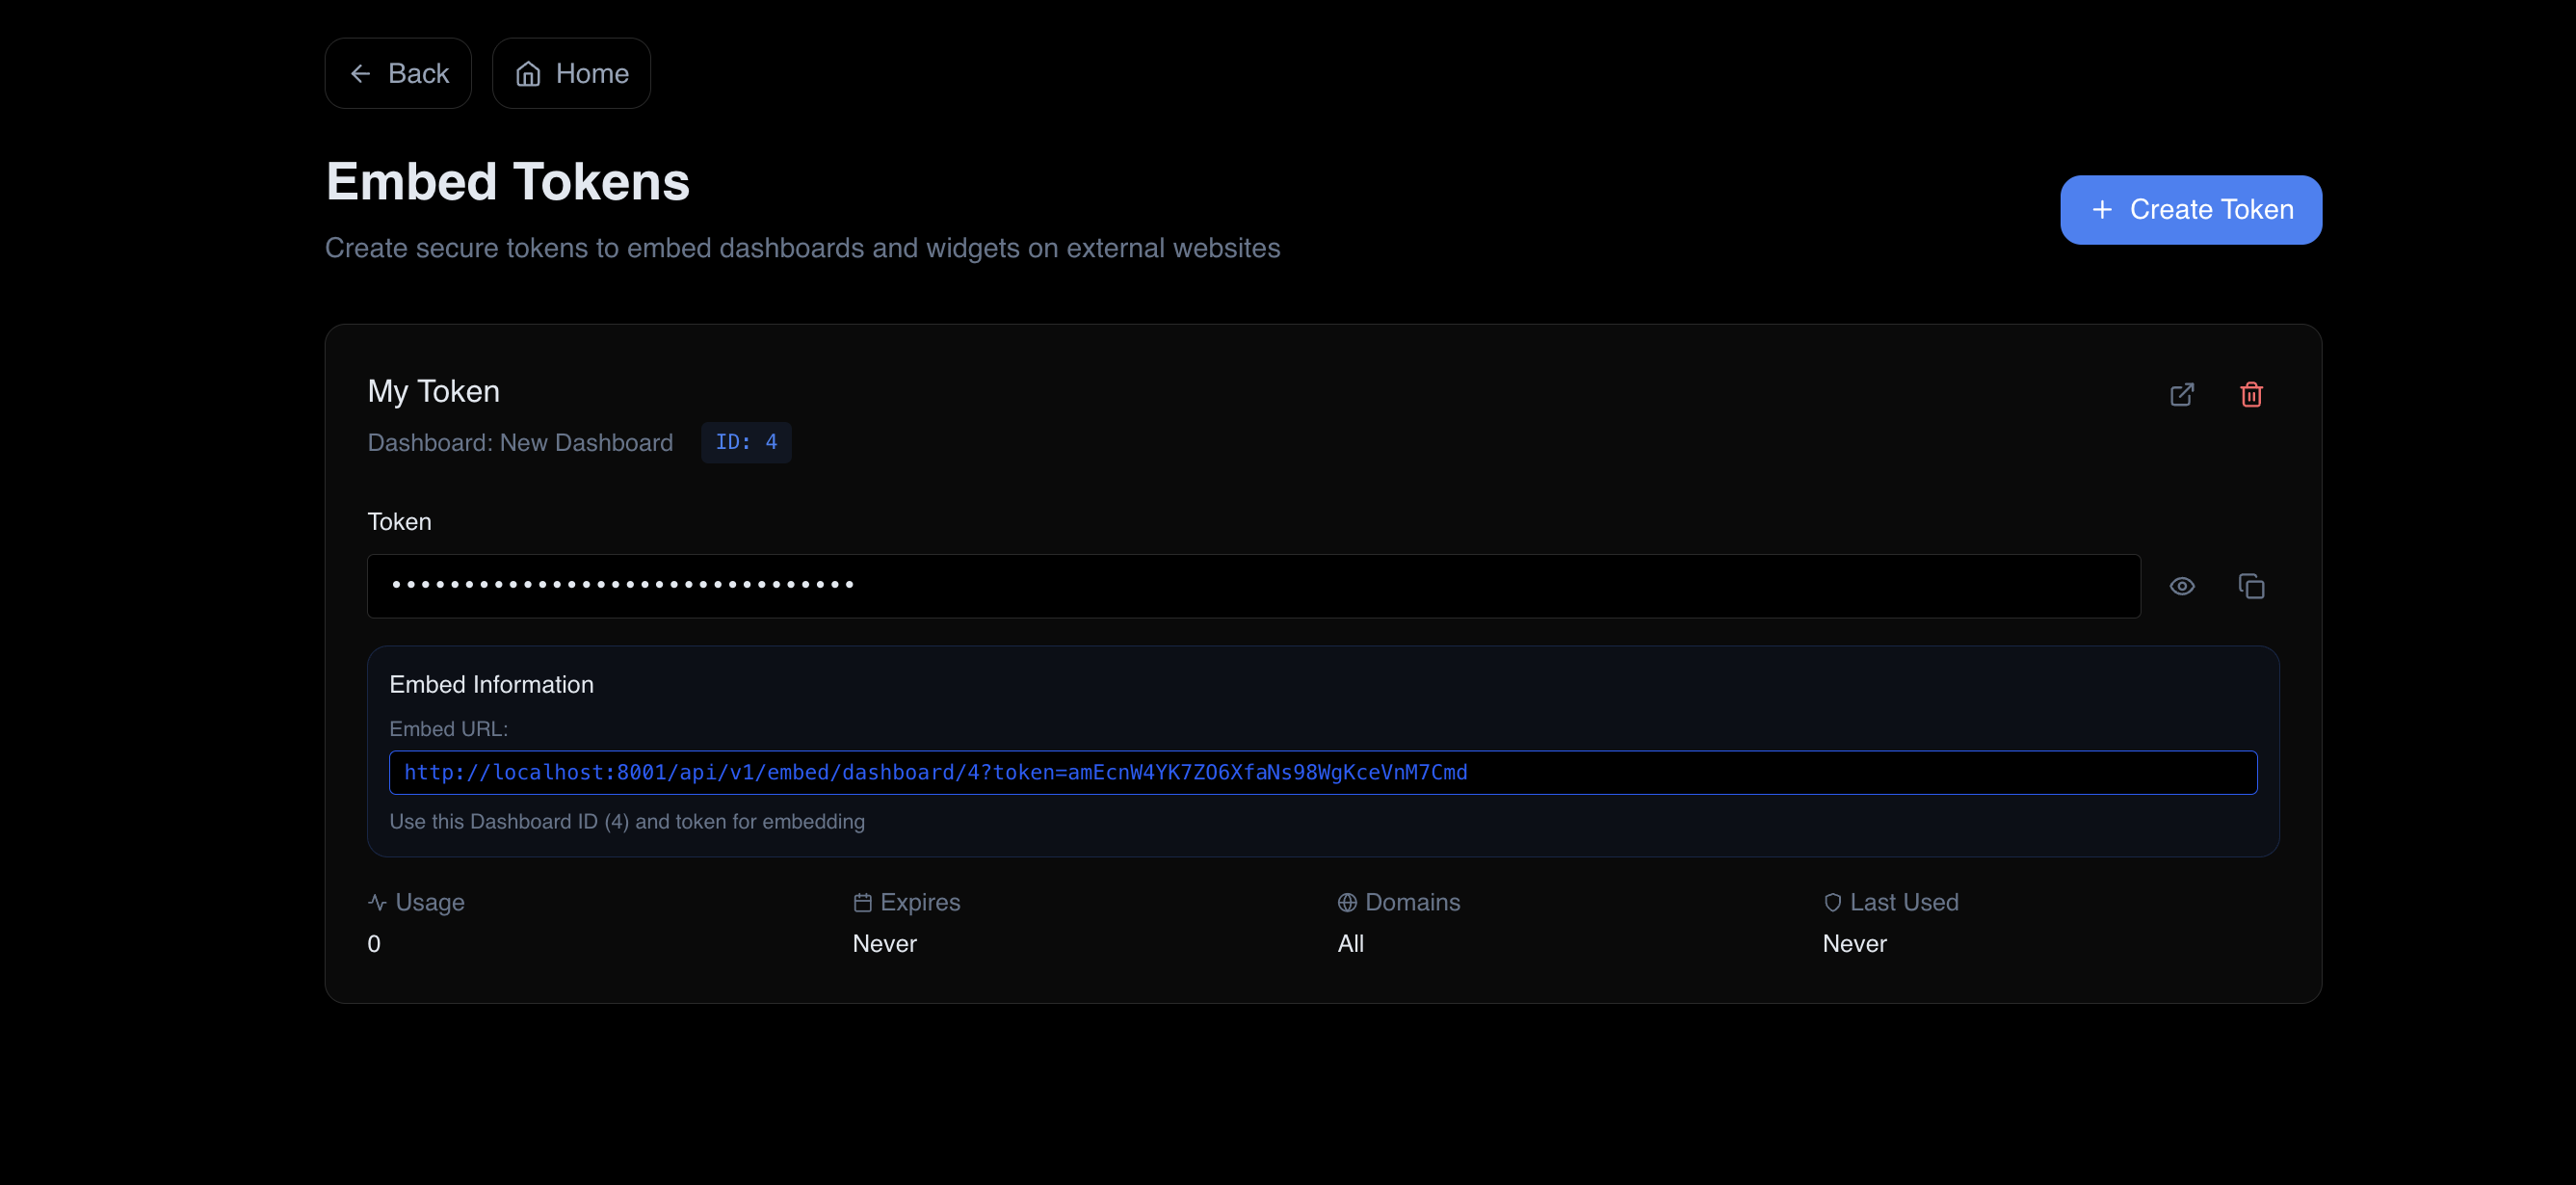 Back
Home
Embed Tokens
Create secure tokens to embed dashboards and widgets on external websites
Create Token
My Token
Dashboard: New Dashboard
ID: 4
Token
••••••••••••••••••••••••••••••••
Embed Information
Embed URL:
http://localhost:8001/api/v1/embed/dashboard/4?token=amEcnW4YK7ZO6XfaNs98WgKceVnM7Cmd
Use this Dashboard ID (4) and token for embedding
Usage
0
Expires
Never
Domains
All
Last Used
Never